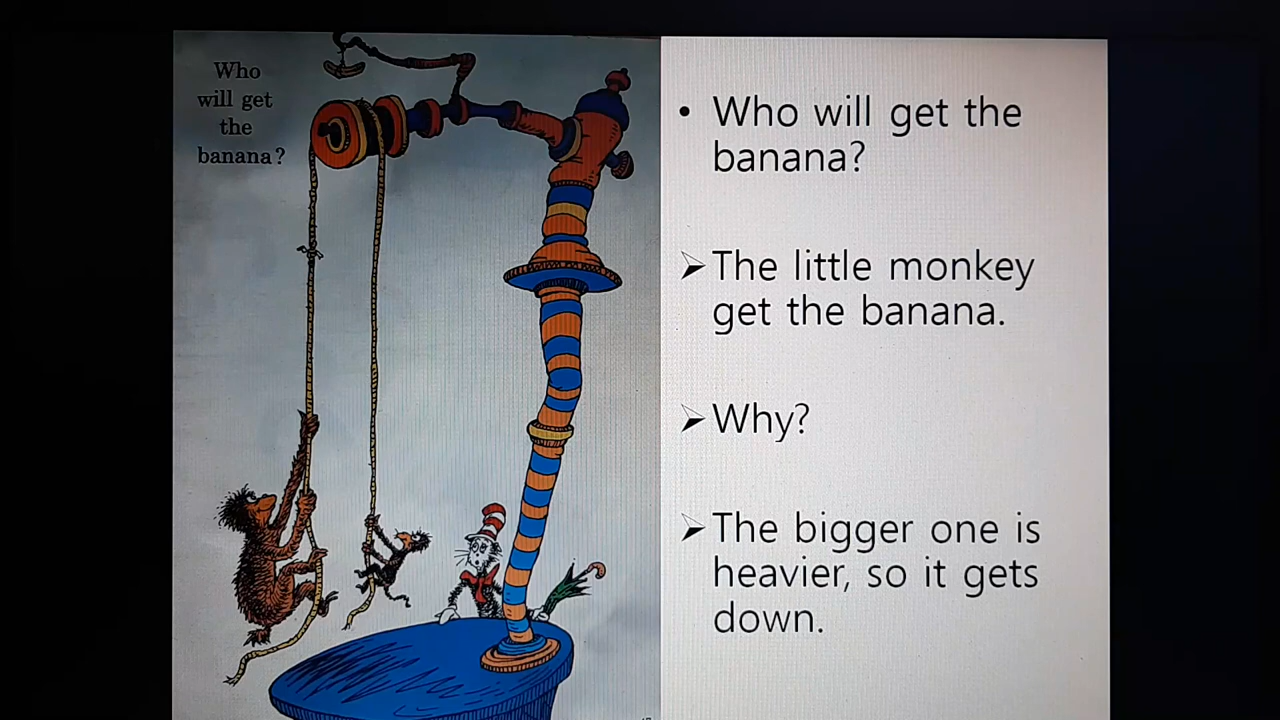 Who
will get
the
banana?
• Who will get the
banana?
➢ The little monkey
get the banana.
➢ Why?
➢ The bigger one is
heavier, so it gets
down.